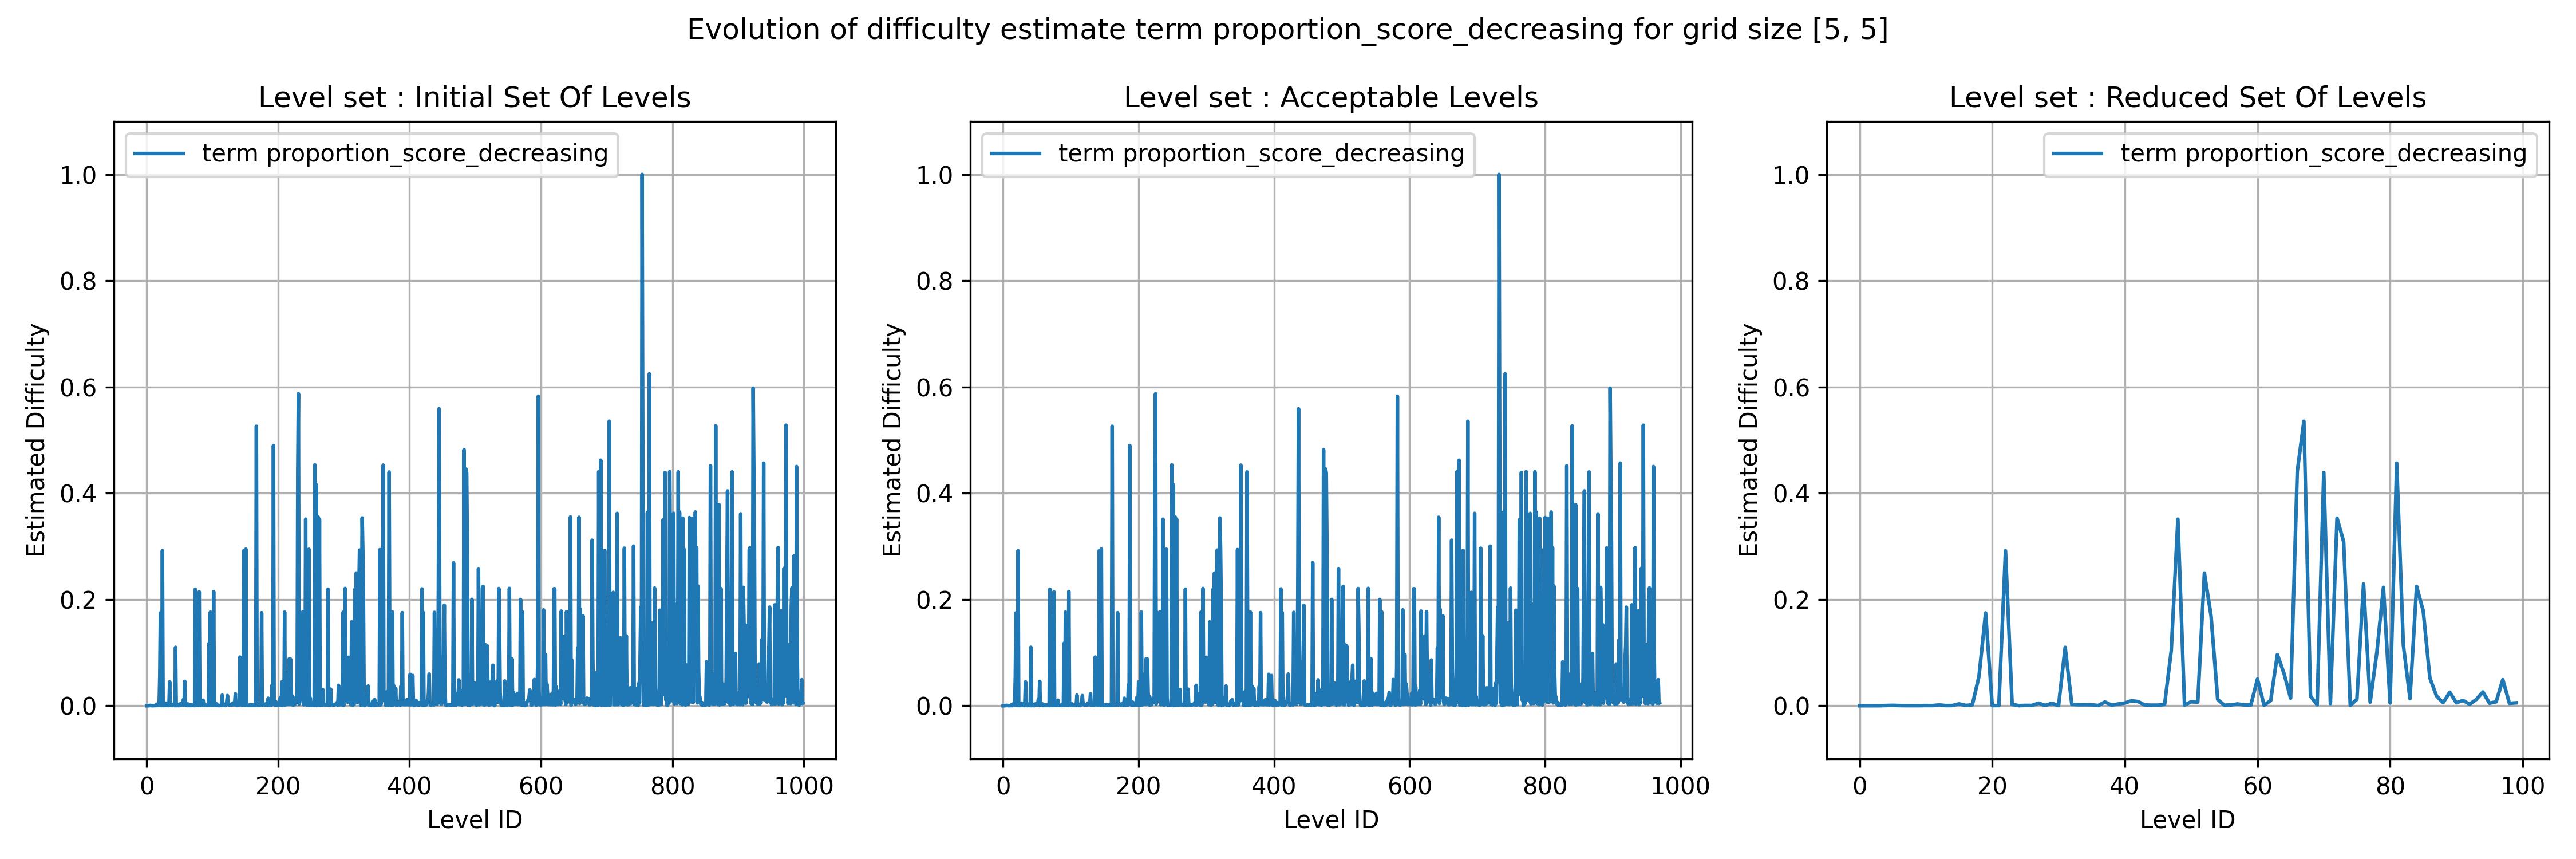 Evolution of difficulty estimate term proportion_score_decreasing for grid size [5, 5]
Level set : Initial Set Of Levels
term proportion_score_decreasing
Estimated Difficulty
1.0
0.8
0.6
0.4
0.2
0.0
0 200 400 600 800 1000
Level ID
Level set : Acceptable Levels
term proportion_score_decreasing
Estimated Difficulty
1.0
0.8
0.6
0.4
0.2
0.0
0 200 400 600 800 1000
Level ID
Level set : Reduced Set Of Levels
term proportion_score_decreasing
Estimated Difficulty
1.0
0.8
0.6
0.4
0.2
0.0
0 20 40 60 80 100
Level ID